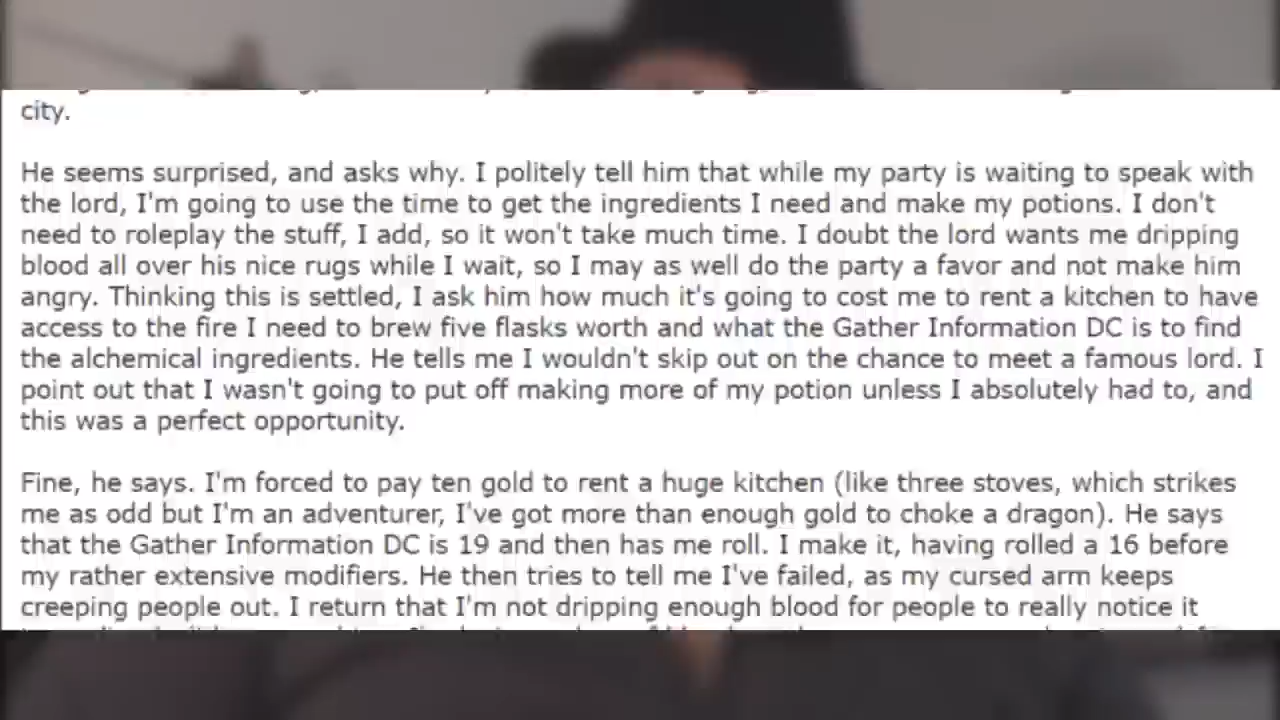 city.
He seems surprised, and asks why. I politely tell him that while my party is waiting to speak with
the lord, I'm going to use the time to get the ingredients I need and make my potions. I don't
need to roleplay the stuff, I add, so it won't take much time. I doubt the lord wants me dripping
blood all over his nice rugs while I wait, so I may as well do the party a favor and not make him
angry. Thinking this is settled, I ask him how much it's going to cost me to rent a kitchen to have
access to the fire I need to brew five flasks worth and what the Gather Information DC is to find
the alchemical ingredients. He tells me I wouldn't skip out on the chance to meet a famous lord. I
point out that I wasn't going to put off making more of my potion unless I absolutely had to, and
this was a perfect opportunity.
Fine, he says. I'm forced to pay ten gold to rent a huge kitchen (like three stoves, which strikes
me as odd but I'm an adventurer, I've got more than enough gold to choke a dragon). He says
that the Gather Information DC is 19 and then has me roll. I make it, having rolled a 16 before
my rather extensive modifiers. He then tries to tell me I've failed, as my cursed arm keeps
creeping people out. I return that I'm not dripping enough blood for people to really notice it